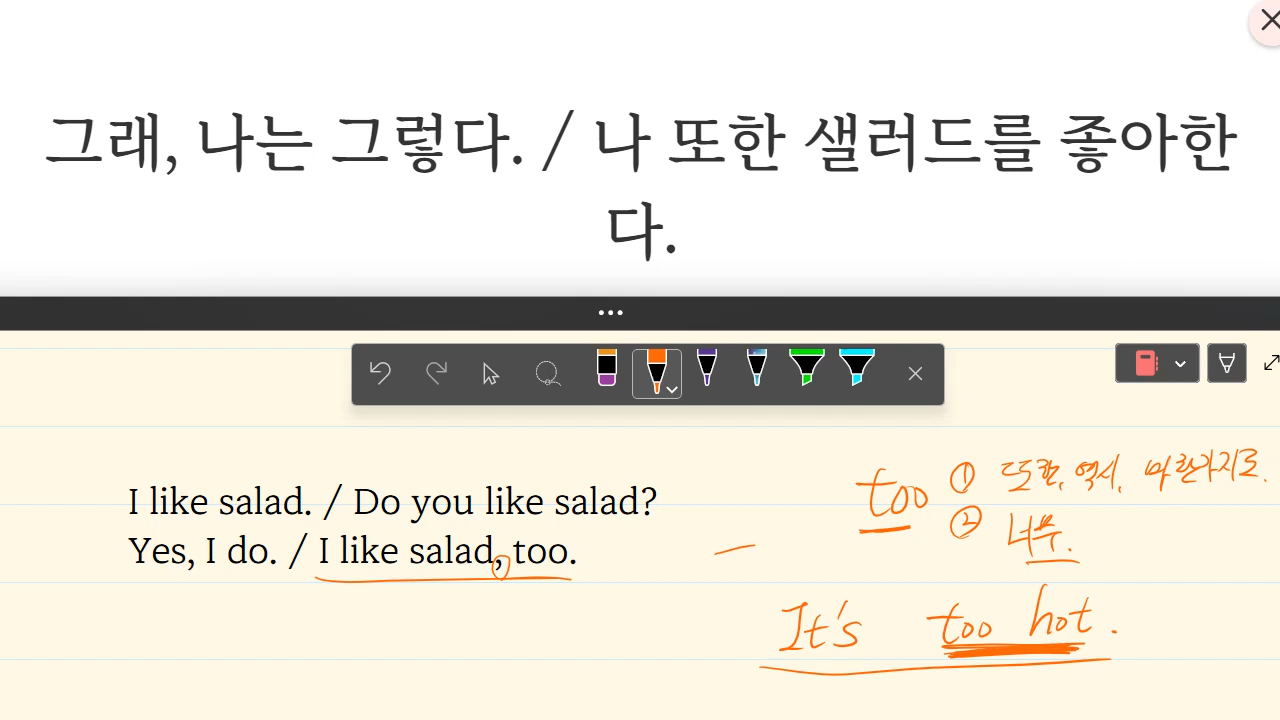 그래, 나는 그렇다. / 나 또한 샐러드를 좋아한
다.
I like salad. / Do you like salad?
Yes, I do. / I like salad, too.
too ① 또한, 역시, 마찬가지로.
② 너무.
It's too hot.